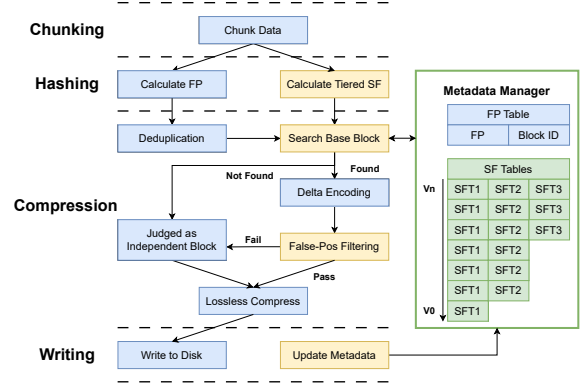 Chunking
Chunk Data
Hashing
Calculate FP
Calculate Tiered SF
Deduplication
Search Base Block
Not Found
Found
Compression
Delta Encoding
Judged as
Independent Block
Fail
False-Pos Filtering
Pass
Lossless Compress
Writing
Write to Disk
Update Metadata
Metadata Manager
FP Table
FP Block ID
SF Tables
Vn
SFT1 SFT2 SFT3
SFT1 SFT2 SFT3
SFT1 SFT2 SFT3
SFT1 SFT2
SFT1 SFT2
SFT1 SFT2
V0 SFT1